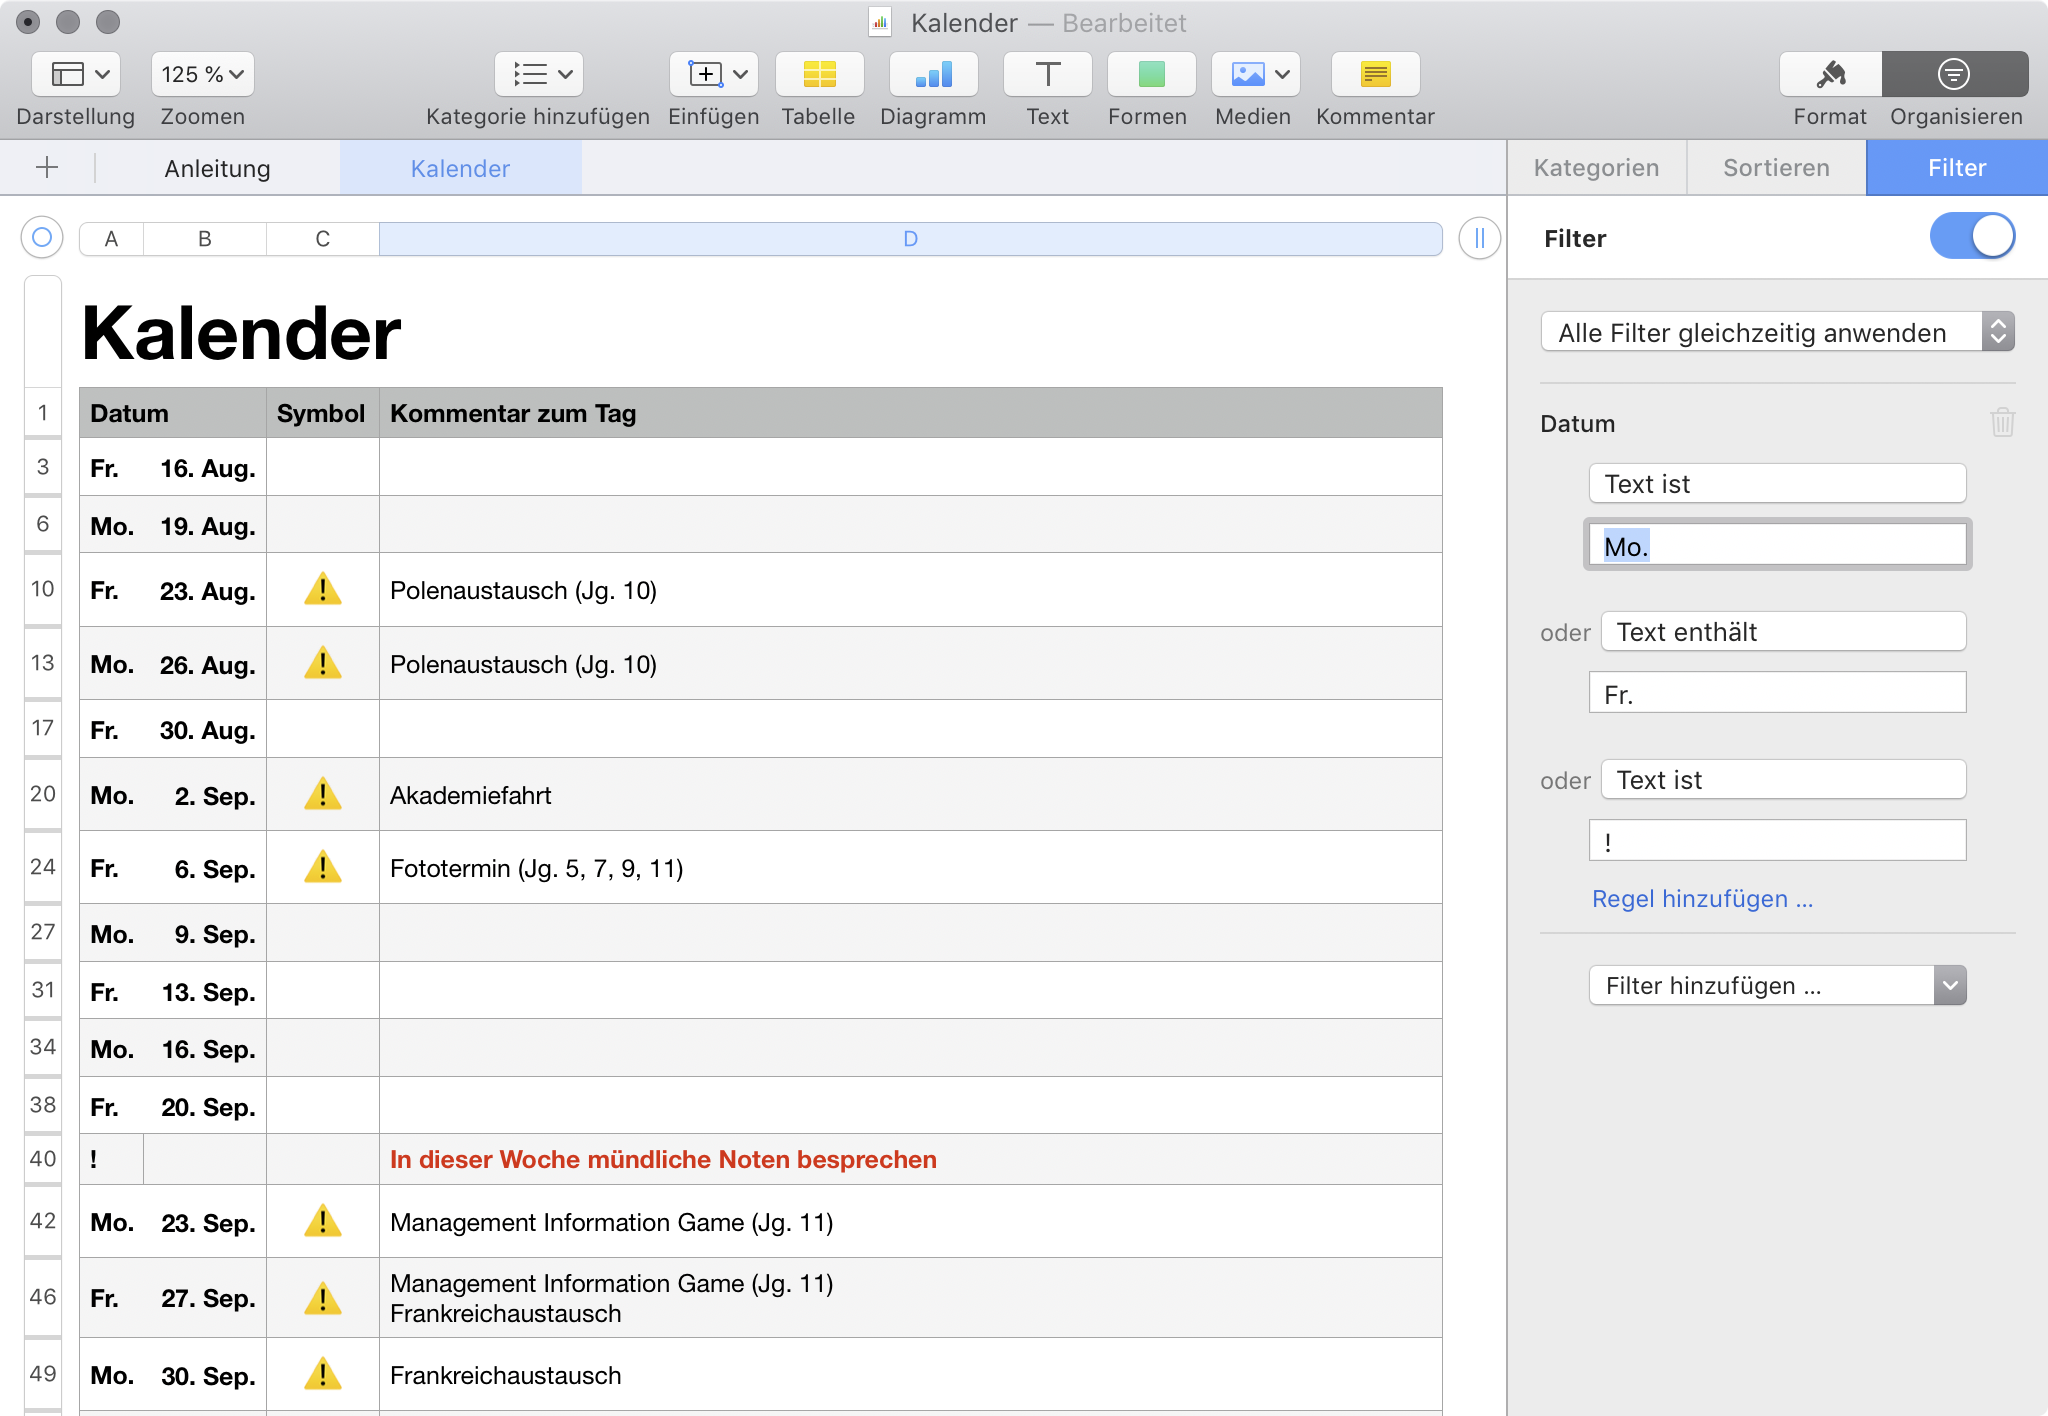 Kalender — Bearbeitet
125 %
Darstellung Zoomen Kategorie hinzufügen Einfügen Tabelle Diagramm Text Formen Medien Kommentar Format Organisieren
Anleitung Kalender Kategorien Sortieren Filter
A B C D
Filter
Alle Filter gleichzeitig anwenden
Datum
Text ist
Mo.
oder Text enthält
Fr.
oder Text ist
!
Regel hinzufügen ...
Filter hinzufügen ...
Kalender
1 Datum Symbol Kommentar zum Tag
3 Fr. 16. Aug.
6 Mo. 19. Aug.
10 Fr. 23. Aug. ⚠️ Polenaustausch (Jg. 10)
13 Mo. 26. Aug. ⚠️ Polenaustausch (Jg. 10)
17 Fr. 30. Aug.
20 Mo. 2. Sep. ⚠️ Akademiefahrt
24 Fr. 6. Sep. ⚠️ Fototermin (Jg. 5, 7, 9, 11)
27 Mo. 9. Sep.
31 Fr. 13. Sep.
34 Mo. 16. Sep.
38 Fr. 20. Sep.
40 ! In dieser Woche mündliche Noten besprechen
42 Mo. 23. Sep. ⚠️ Management Information Game (Jg. 11)
46 Fr. 27. Sep. ⚠️ Management Information Game (Jg. 11)
Frankreichaustausch
49 Mo. 30. Sep. ⚠️ Frankreichaustausch